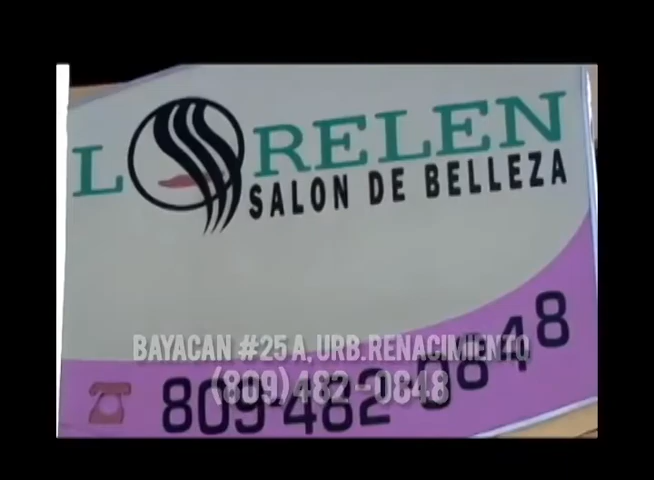 LORELEN
SALON DE BELLEZA
BAYACAN #25 A, URB. RENACIMIENTO
(809) 482-0848
809-482-0848